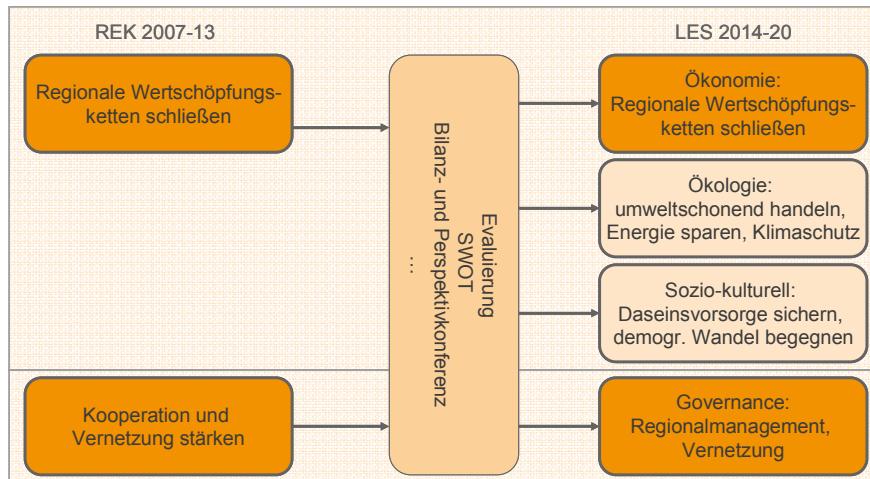 REK 2007-13
LES 2014-20
Regionale Wertschöpfungs-
ketten schließen
Kooperation und
Vernetzung stärken
Evaluierung
SWOT
Bilanz- und Perspektivkonferenz
…
Ökonomie:
Regionale Wertschöpfungs-
ketten schließen
Ökologie:
umweltschonend handeln,
Energie sparen, Klimaschutz
Sozio-kulturell:
Daseinsvorsorge sichern,
demogr. Wandel begegnen
Governance:
Regionalmanagement,
Vernetzung